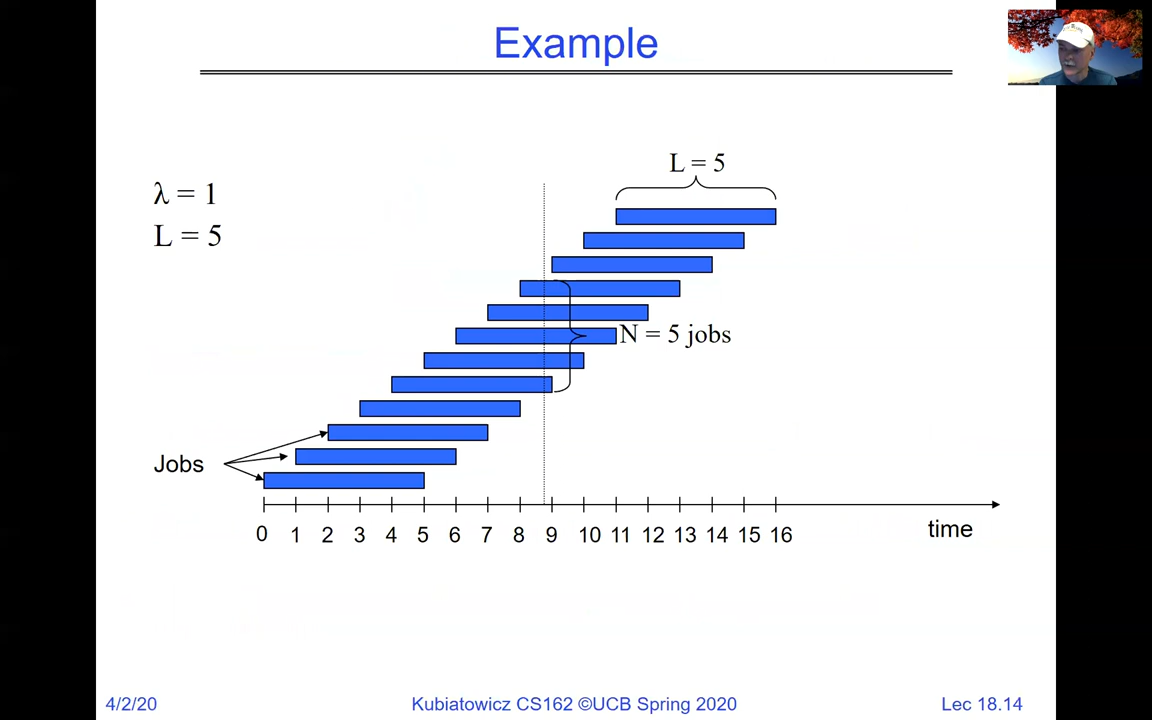 Example
λ = 1
L = 5
L = 5
N = 5 jobs
Jobs
0 1 2 3 4 5 6 7 8 9 10 11 12 13 14 15 16
time
4/2/20
Kubiatowicz CS162 ©UCB Spring 2020
Lec 18.14